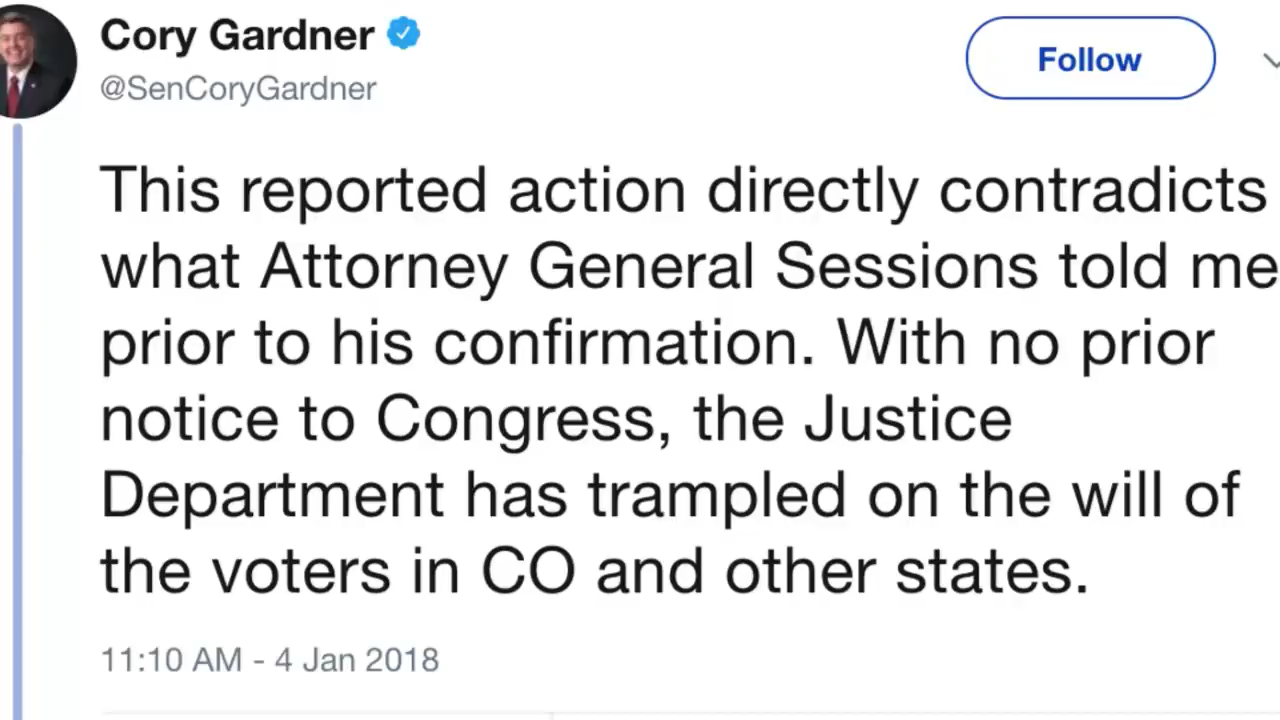 Cory Gardner
@SenCoryGardner
Follow
This reported action directly contradicts
what Attorney General Sessions told me
prior to his confirmation. With no prior
notice to Congress, the Justice
Department has trampled on the will of
the voters in CO and other states.
11:10 AM - 4 Jan 2018